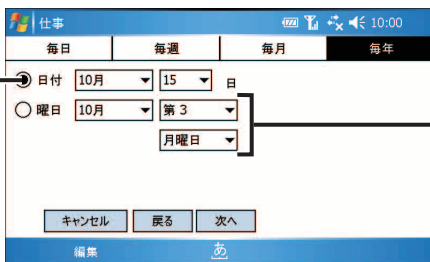 仕事 10:00
毎日 毎週 毎月 毎年
日付 10月 15 日
曜日 10月 第 3
月曜日
キャンセル 戻る 次へ
編集 あ